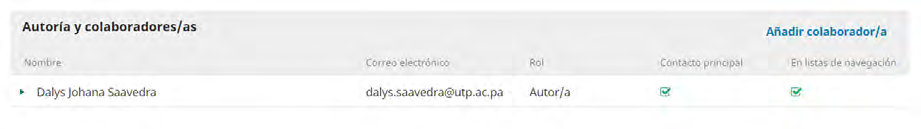 Autoría y colaboradores/as
Añadir colaborador/a
Nombre Correo electrónico Rol Contacto principal En listas de navegación
Dalys Johana Saavedra dalys.saavedra@utp.ac.pa Autor/a